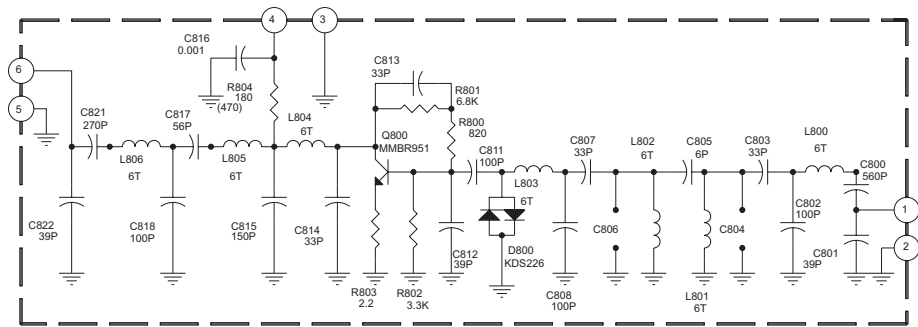 4
3
C816
0.001
C813
33P
6
R804
180
(470)
R801
6.8K
5
C821
270P
C817
56P
L804
6T
Q800
MMBR951
R800
820
C811
100P
C807
33P
L802
6T
C805
6P
C803
33P
L800
6T
C800
560P
L806
6T
L805
6T
L803
6T
C822
39P
C818
100P
C815
150P
C814
33P
C812
39P
D800
KDS226
C806
C804
C802
100P
C801
39P
1
2
R803
2.2
R802
3.3K
C808
100P
L801
6T